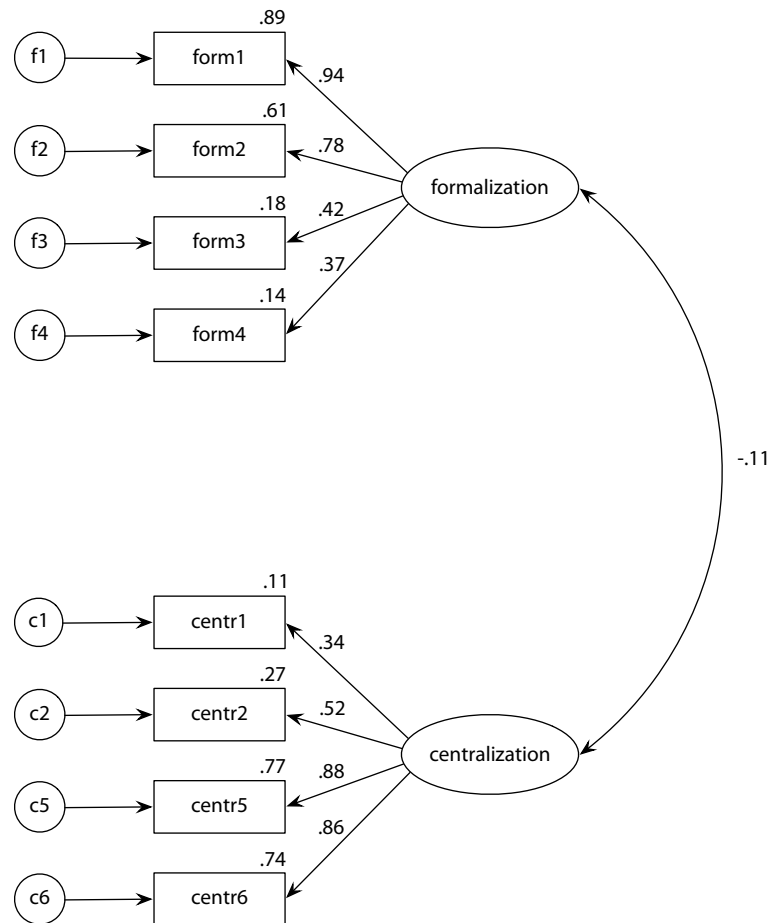 .89
f1
form1
.94
.61
f2
form2
.78
formalization
.18
f3
form3
.42
.37
.14
f4
form4
-.11
.11
c1
centr1
.34
.27
c2
centr2
.52
centralization
.77
c5
centr5
.88
.86
.74
c6
centr6